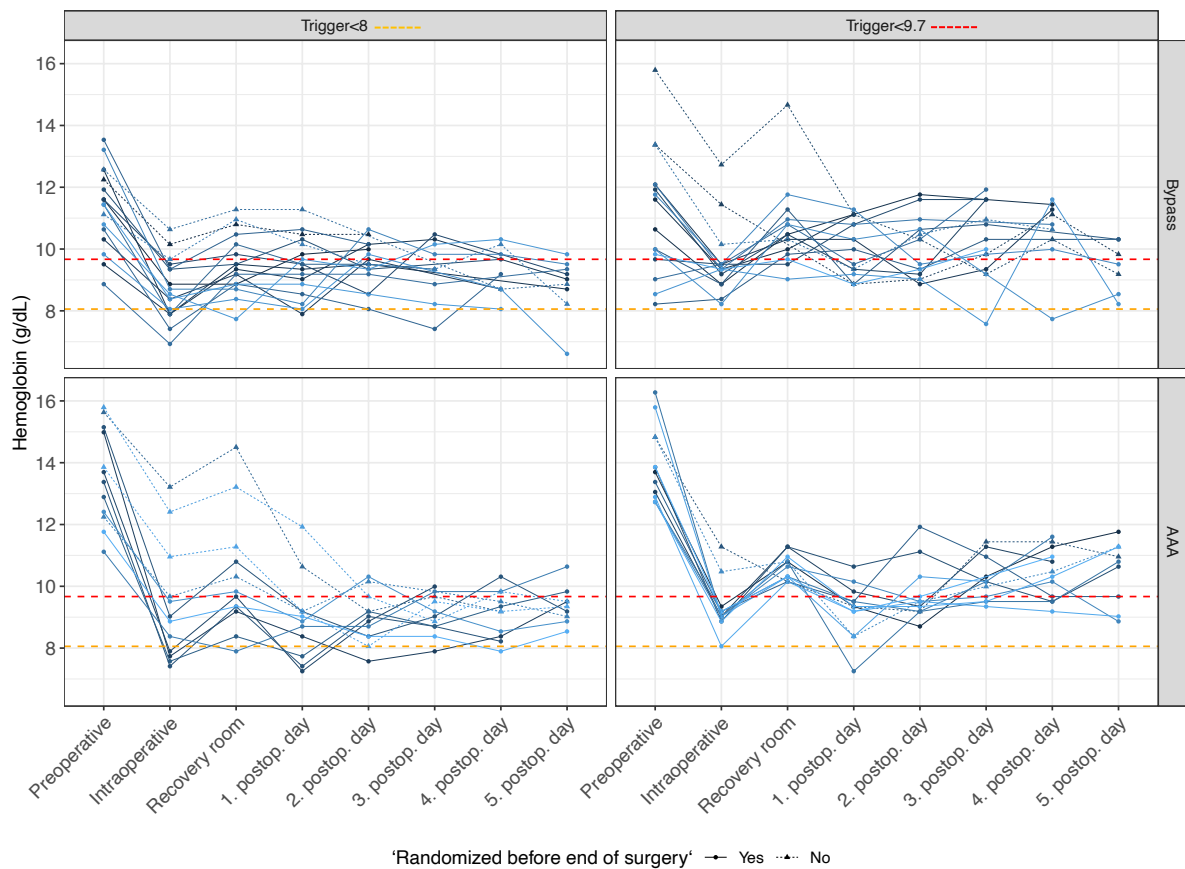 Trigger<8
Trigger<9.7
Hemoglobin (g/dL)
16
14
12
10
8
Bypass
16
14
12
10
8
AAA
Preoperative
Intraoperative
Recovery room
1. postop. day
2. postop. day
3. postop. day
4. postop. day
5. postop. day
Preoperative
Intraoperative
Recovery room
1. postop. day
2. postop. day
3. postop. day
4. postop. day
5. postop. day
‘Randomized before end of surgery‘ Yes No